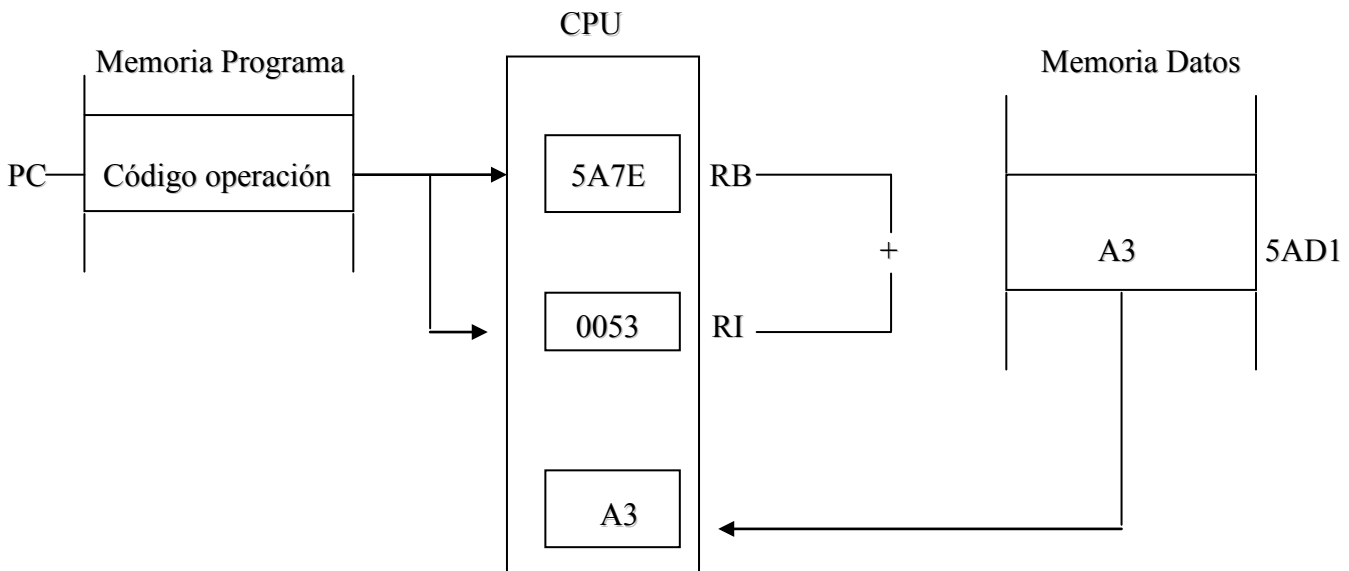 CPU
Memoria Programa
Memoria Datos
PC
Código operación
5A7E
RB
+
A3
5AD1
0053
RI
A3